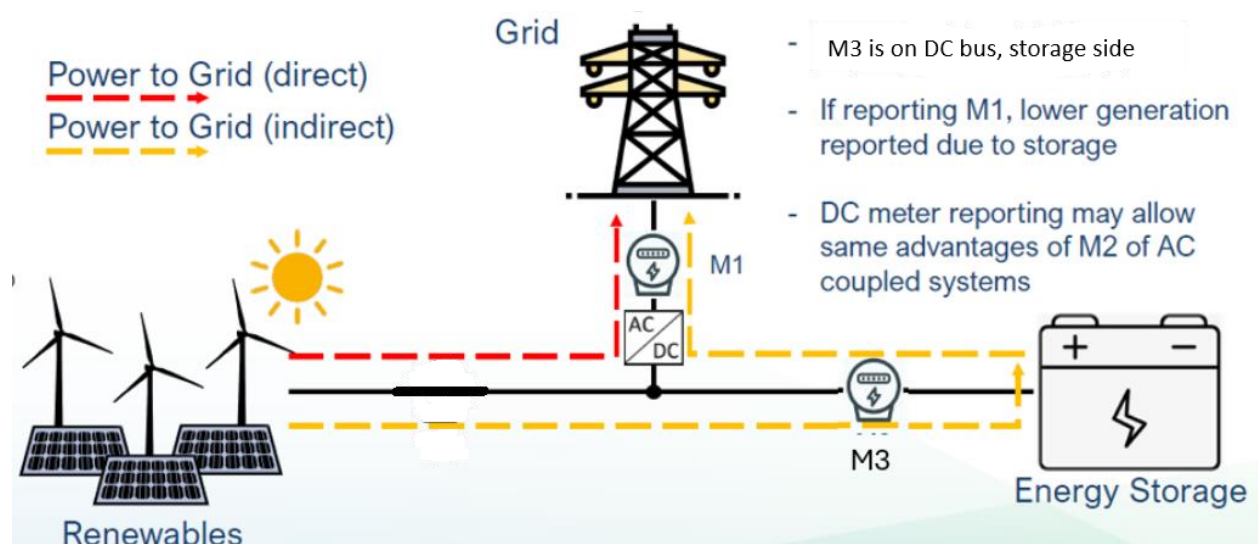 Grid
Power to Grid (direct)
Power to Grid (indirect)
- M3 is on DC bus, storage side
- If reporting M1, lower generation
reported due to storage
- DC meter reporting may allow
same advantages of M2 of AC
coupled systems
M1
AC
DC
M3
+ -
Energy Storage
Renewables